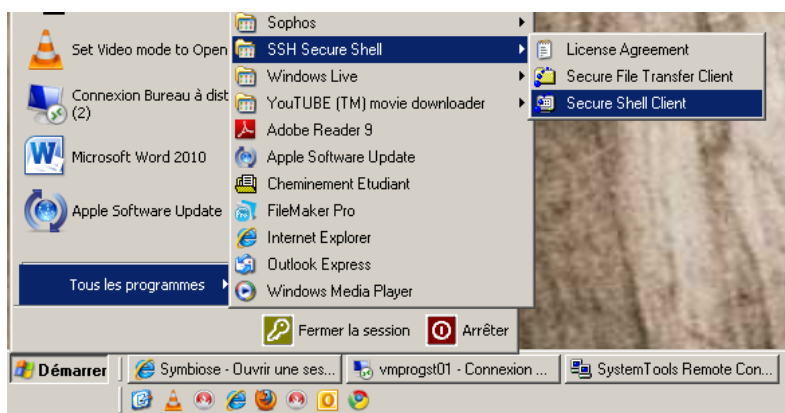 Set Video mode to Open
Connexion Bureau à dist
(2)
Microsoft Word 2010
Apple Software Update
Tous les programmes
Sophos
SSH Secure Shell
Windows Live
YouTUBE (TM) movie downloader
Adobe Reader 9
Apple Software Update
Cheminement Etudiant
FileMaker Pro
Internet Explorer
Outlook Express
Windows Media Player
License Agreement
Secure File Transfer Client
Secure Shell Client
Fermer la session
Arrêter
Démarrer
Symbiose - Ouvrir une ses...
vmprogst01 - Connexion ...
SystemTools Remote Con...